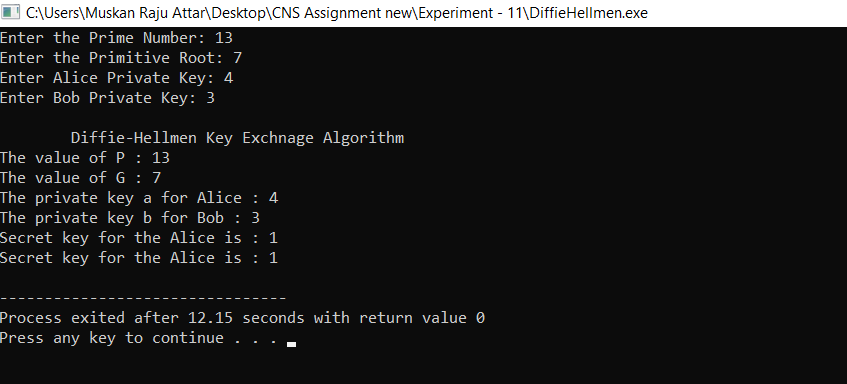 C:\Users\Muskan Raju Attar\Desktop\CNS Assignment new\Experiment - 11\DiffieHellmen.exe
Enter the Prime Number: 13
Enter the Primitive Root: 7
Enter Alice Private Key: 4
Enter Bob Private Key: 3
Diffie-Hellmen Key Exchnage Algorithm
The value of P : 13
The value of G : 7
The private key a for Alice : 4
The private key b for Bob : 3
Secret key for the Alice is : 1
Secret key for the Alice is : 1
--------------------------------
Process exited after 12.15 seconds with return value 0
Press any key to continue . . .